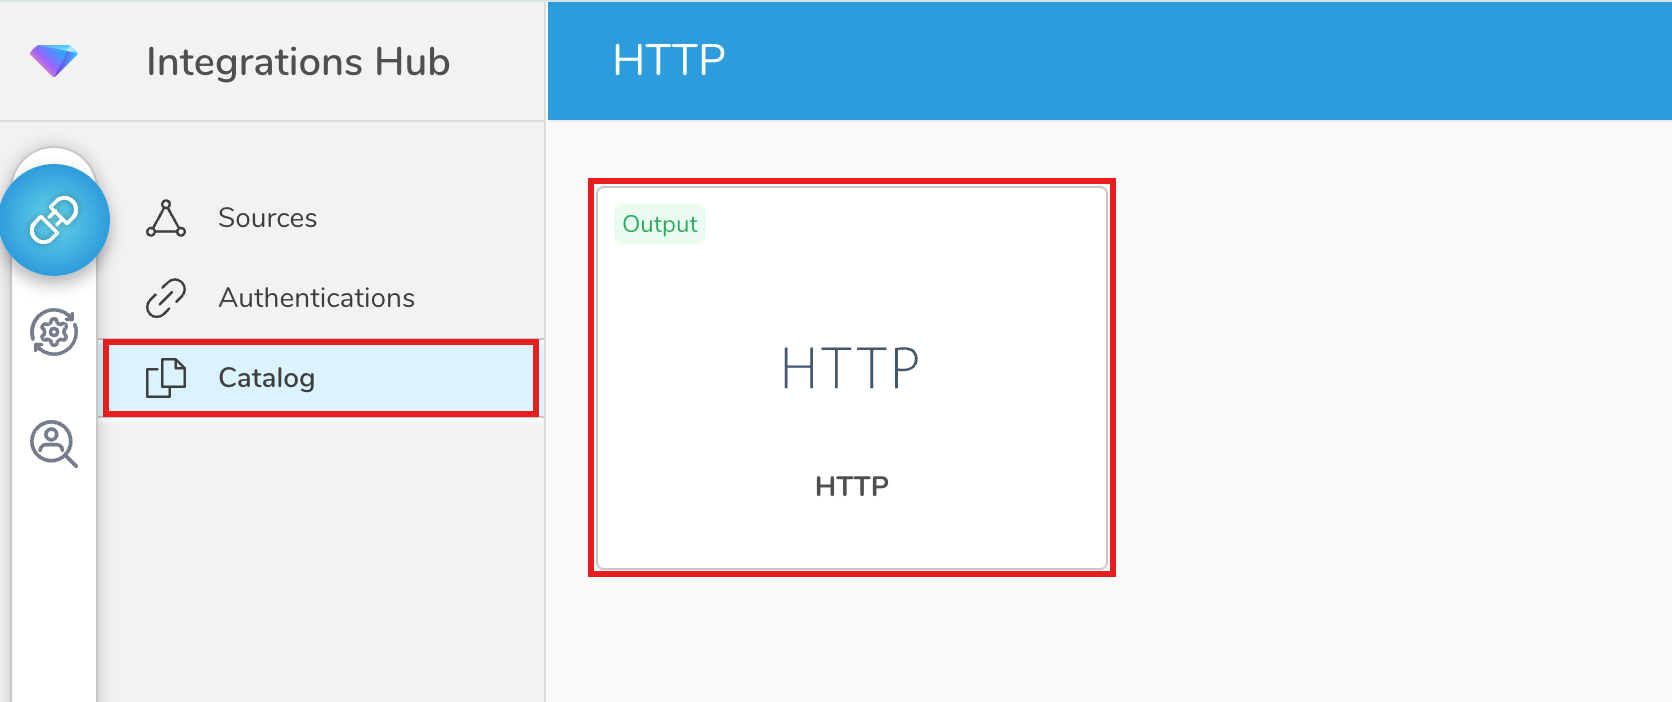 Integrations Hub
HTTP
Sources
Authentications
Catalog
Output
HTTP
HTTP